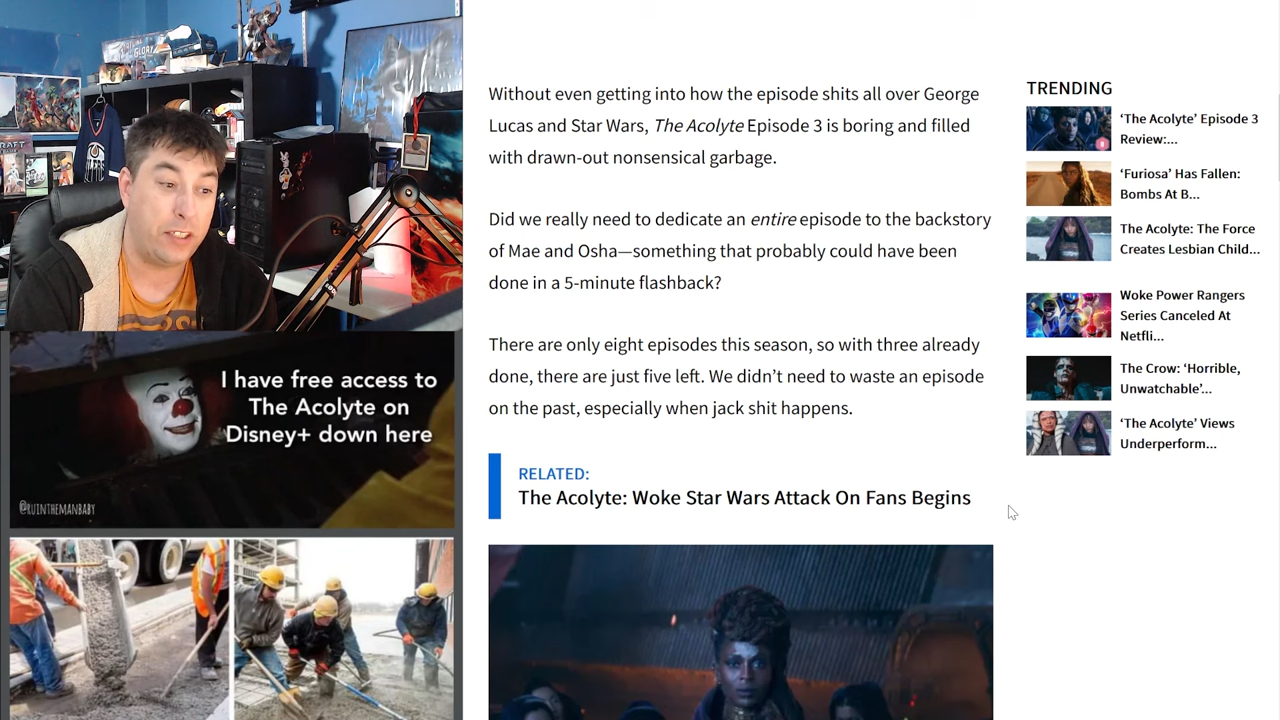 GLORY
RAFT
I have free access to
The Acolyte on
Disney+ down here
@RUINTHEMANBABY
Without even getting into how the episode shits all over George
Lucas and Star Wars, The Acolyte Episode 3 is boring and filled
with drawn-out nonsensical garbage.
Did we really need to dedicate an entire episode to the backstory
of Mae and Osha—something that probably could have been
done in a 5-minute flashback?
There are only eight episodes this season, so with three already
done, there are just five left. We didn’t need to waste an episode
on the past, especially when jack shit happens.
RELATED:
The Acolyte: Woke Star Wars Attack On Fans Begins
TRENDING
‘The Acolyte’ Episode 3
Review:...
‘Furiosa’ Has Fallen:
Bombs At B...
The Acolyte: The Force
Creates Lesbian Child...
Woke Power Rangers
Series Canceled At
Netfli...
The Crow: ‘Horrible,
Unwatchable’...
‘The Acolyte’ Views
Underperform...